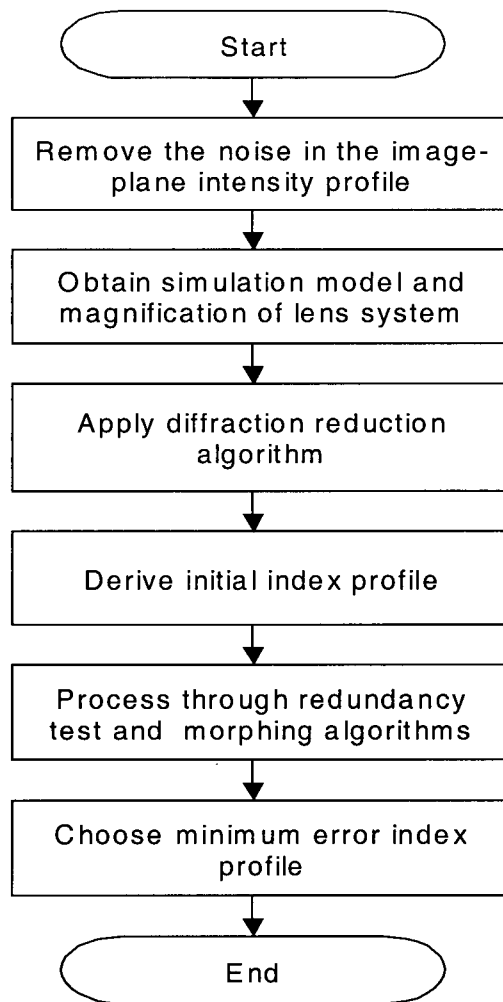 Start
Remove the noise in the image-
plane intensity profile
Obtain simulation model and
magnification of lens system
Apply diffraction reduction
algorithm
Derive initial index profile
Process through redundancy
test and morphing algorithms
Choose minimum error index
profile
End